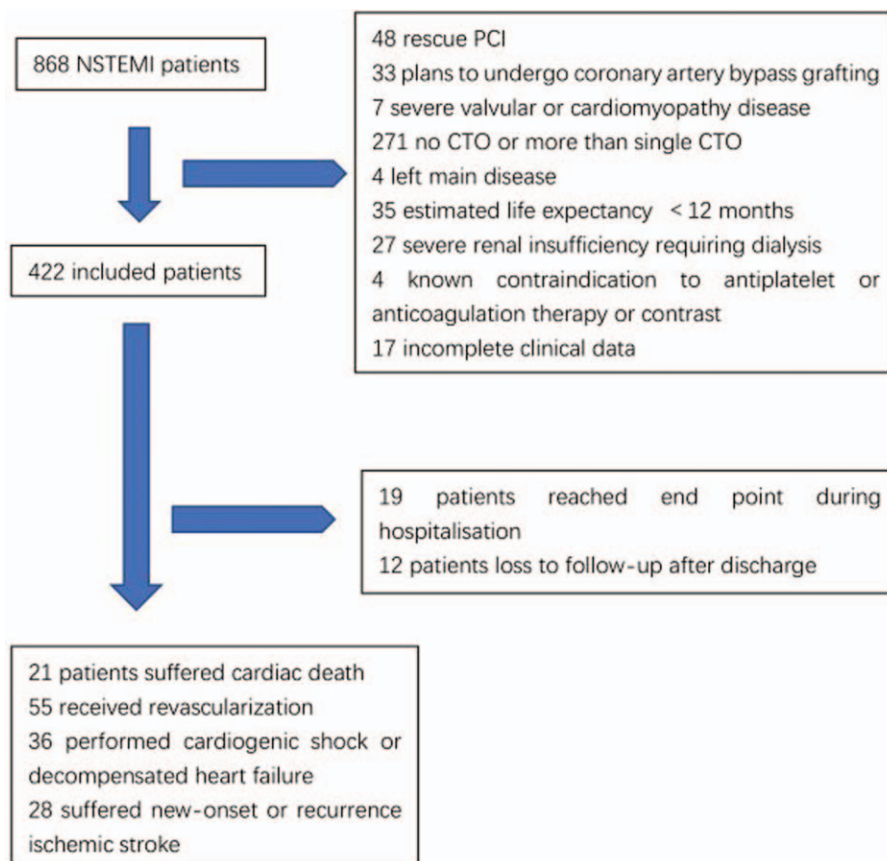 868 NSTEMI patients
48 rescue PCI
33 plans to undergo coronary artery bypass grafting
7 severe valvular or cardiomyopathy disease
271 no CTO or more than single CTO
4 left main disease
35 estimated life expectancy < 12 months
27 severe renal insufficiency requiring dialysis
4 known contraindication to antiplatelet or
anticoagulation therapy or contrast
17 incomplete clinical data
422 included patients
19 patients reached end point during
hospitalisation
12 patients loss to follow-up after discharge
21 patients suffered cardiac death
55 received revascularization
36 performed cardiogenic shock or
decompensated heart failure
28 suffered new-onset or recurrence
ischemic stroke